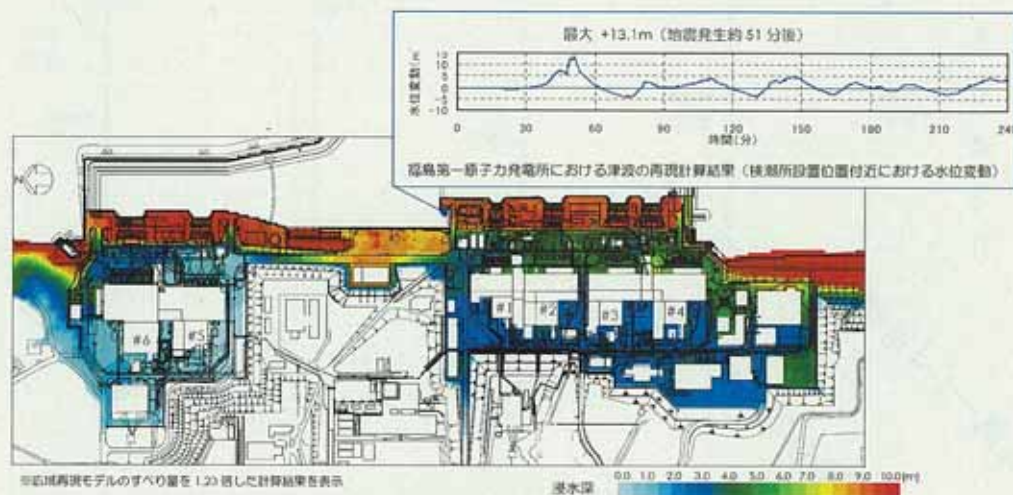 最大 +13.1m（地震発生約 51 分後）
水位変動(m)
15
10
5
0
-5
-10
0 30 60 70 90 120 150 180 210 240
時間(分)
福島第一原子力発電所における津波の再現計算結果（検潮所設置位置付近における水位変動）
N
#1 #2 #3 #4
#6 #5
※広域再現モデルのすべり量を 1.20 倍した計算結果を表示
浸水深
0.0 1.0 2.0 3.0 4.0 5.0 6.0 7.0 8.0 9.0 10.0(m)